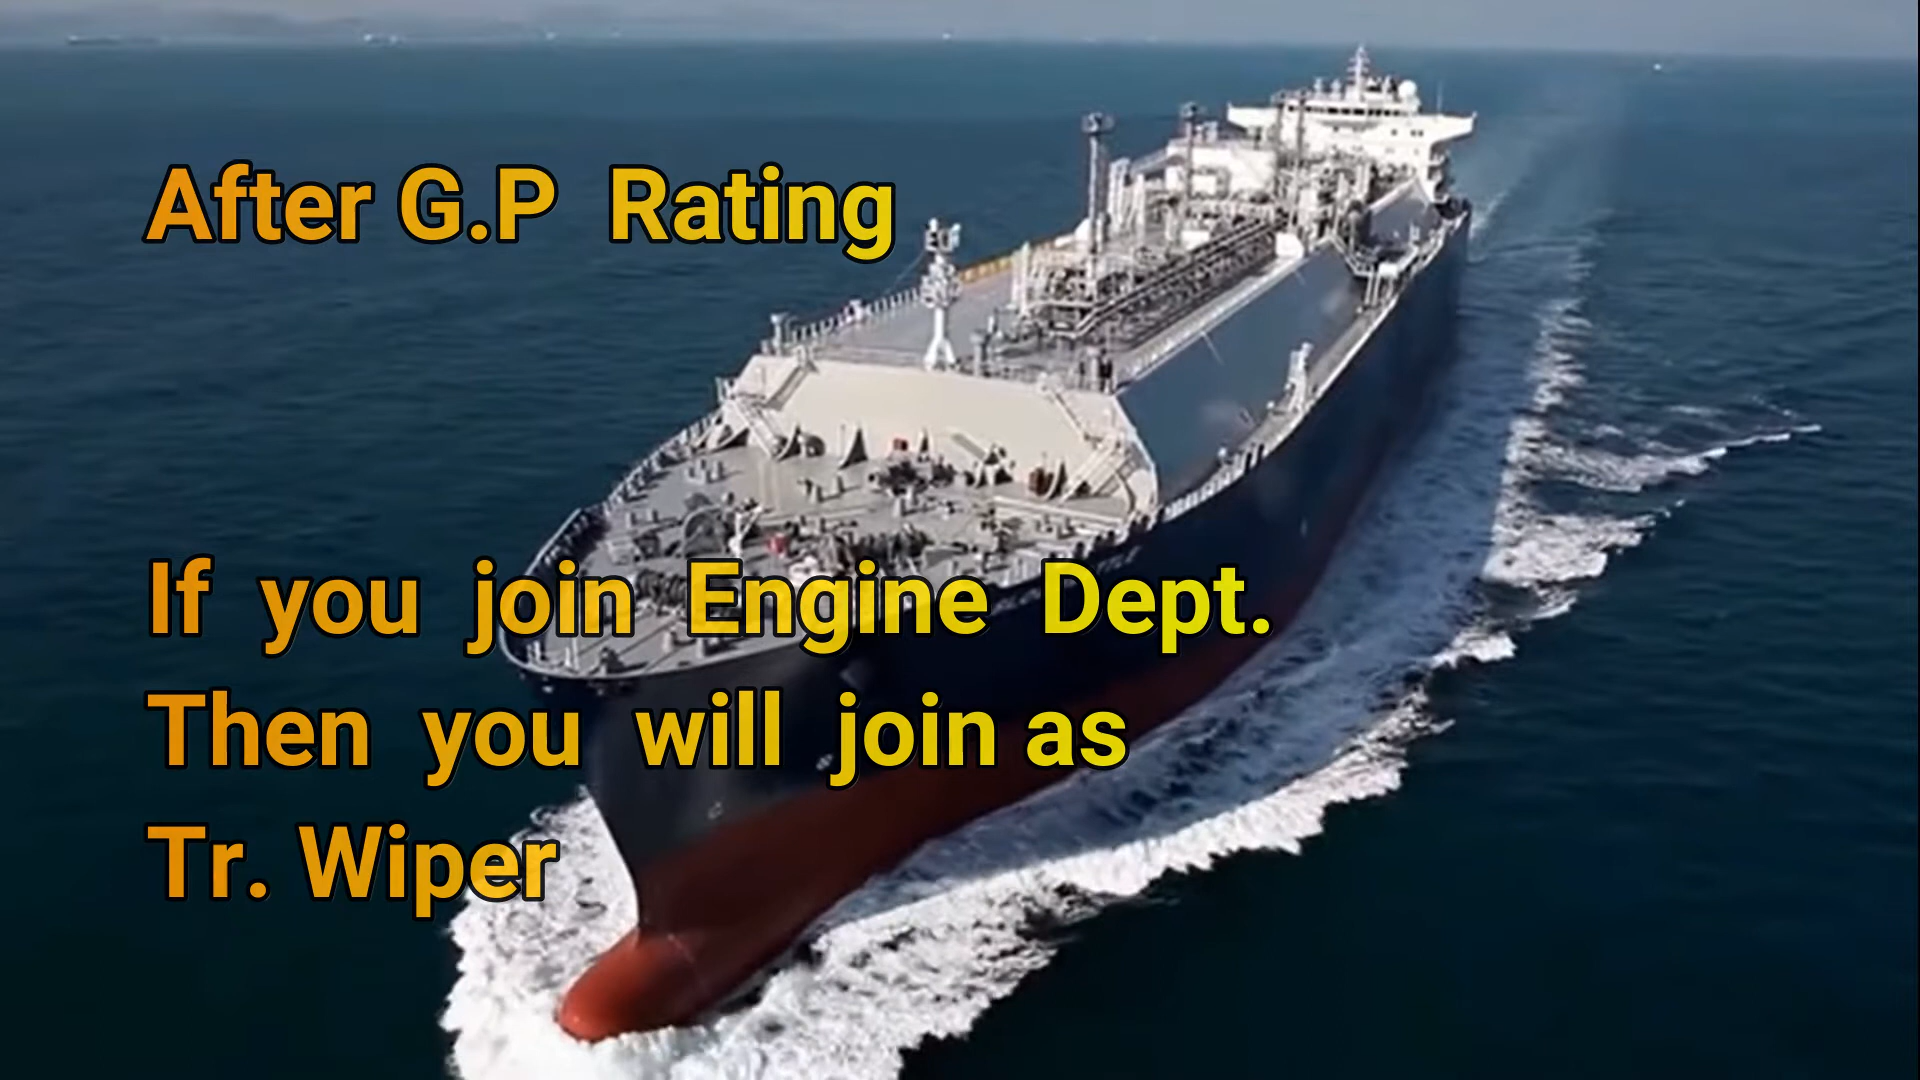 After G.P Rating
If you join Engine Dept.
Then you will join as
Tr. Wiper